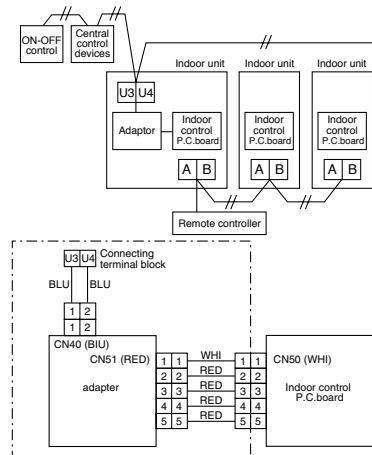 ON-OFF
control
Central
control
devices
Indoor unit
Indoor unit
Indoor unit
U3 U4
Adaptor
Indoor
control
P.C.board
Indoor
control
P.C.board
Indoor
control
P.C.board
A B
A B
A B
Remote controller
U3 U4
Connecting
terminal block
BLU
BLU
1 2
1 2
CN40 (BIU)
CN51 (RED)
adapter
1 1 WHI 1 1
2 2 RED 2 2
3 3 RED 3 3
4 4 RED 4 4
5 5 RED 5 5
CN50 (WHI)
Indoor control
P.C.board